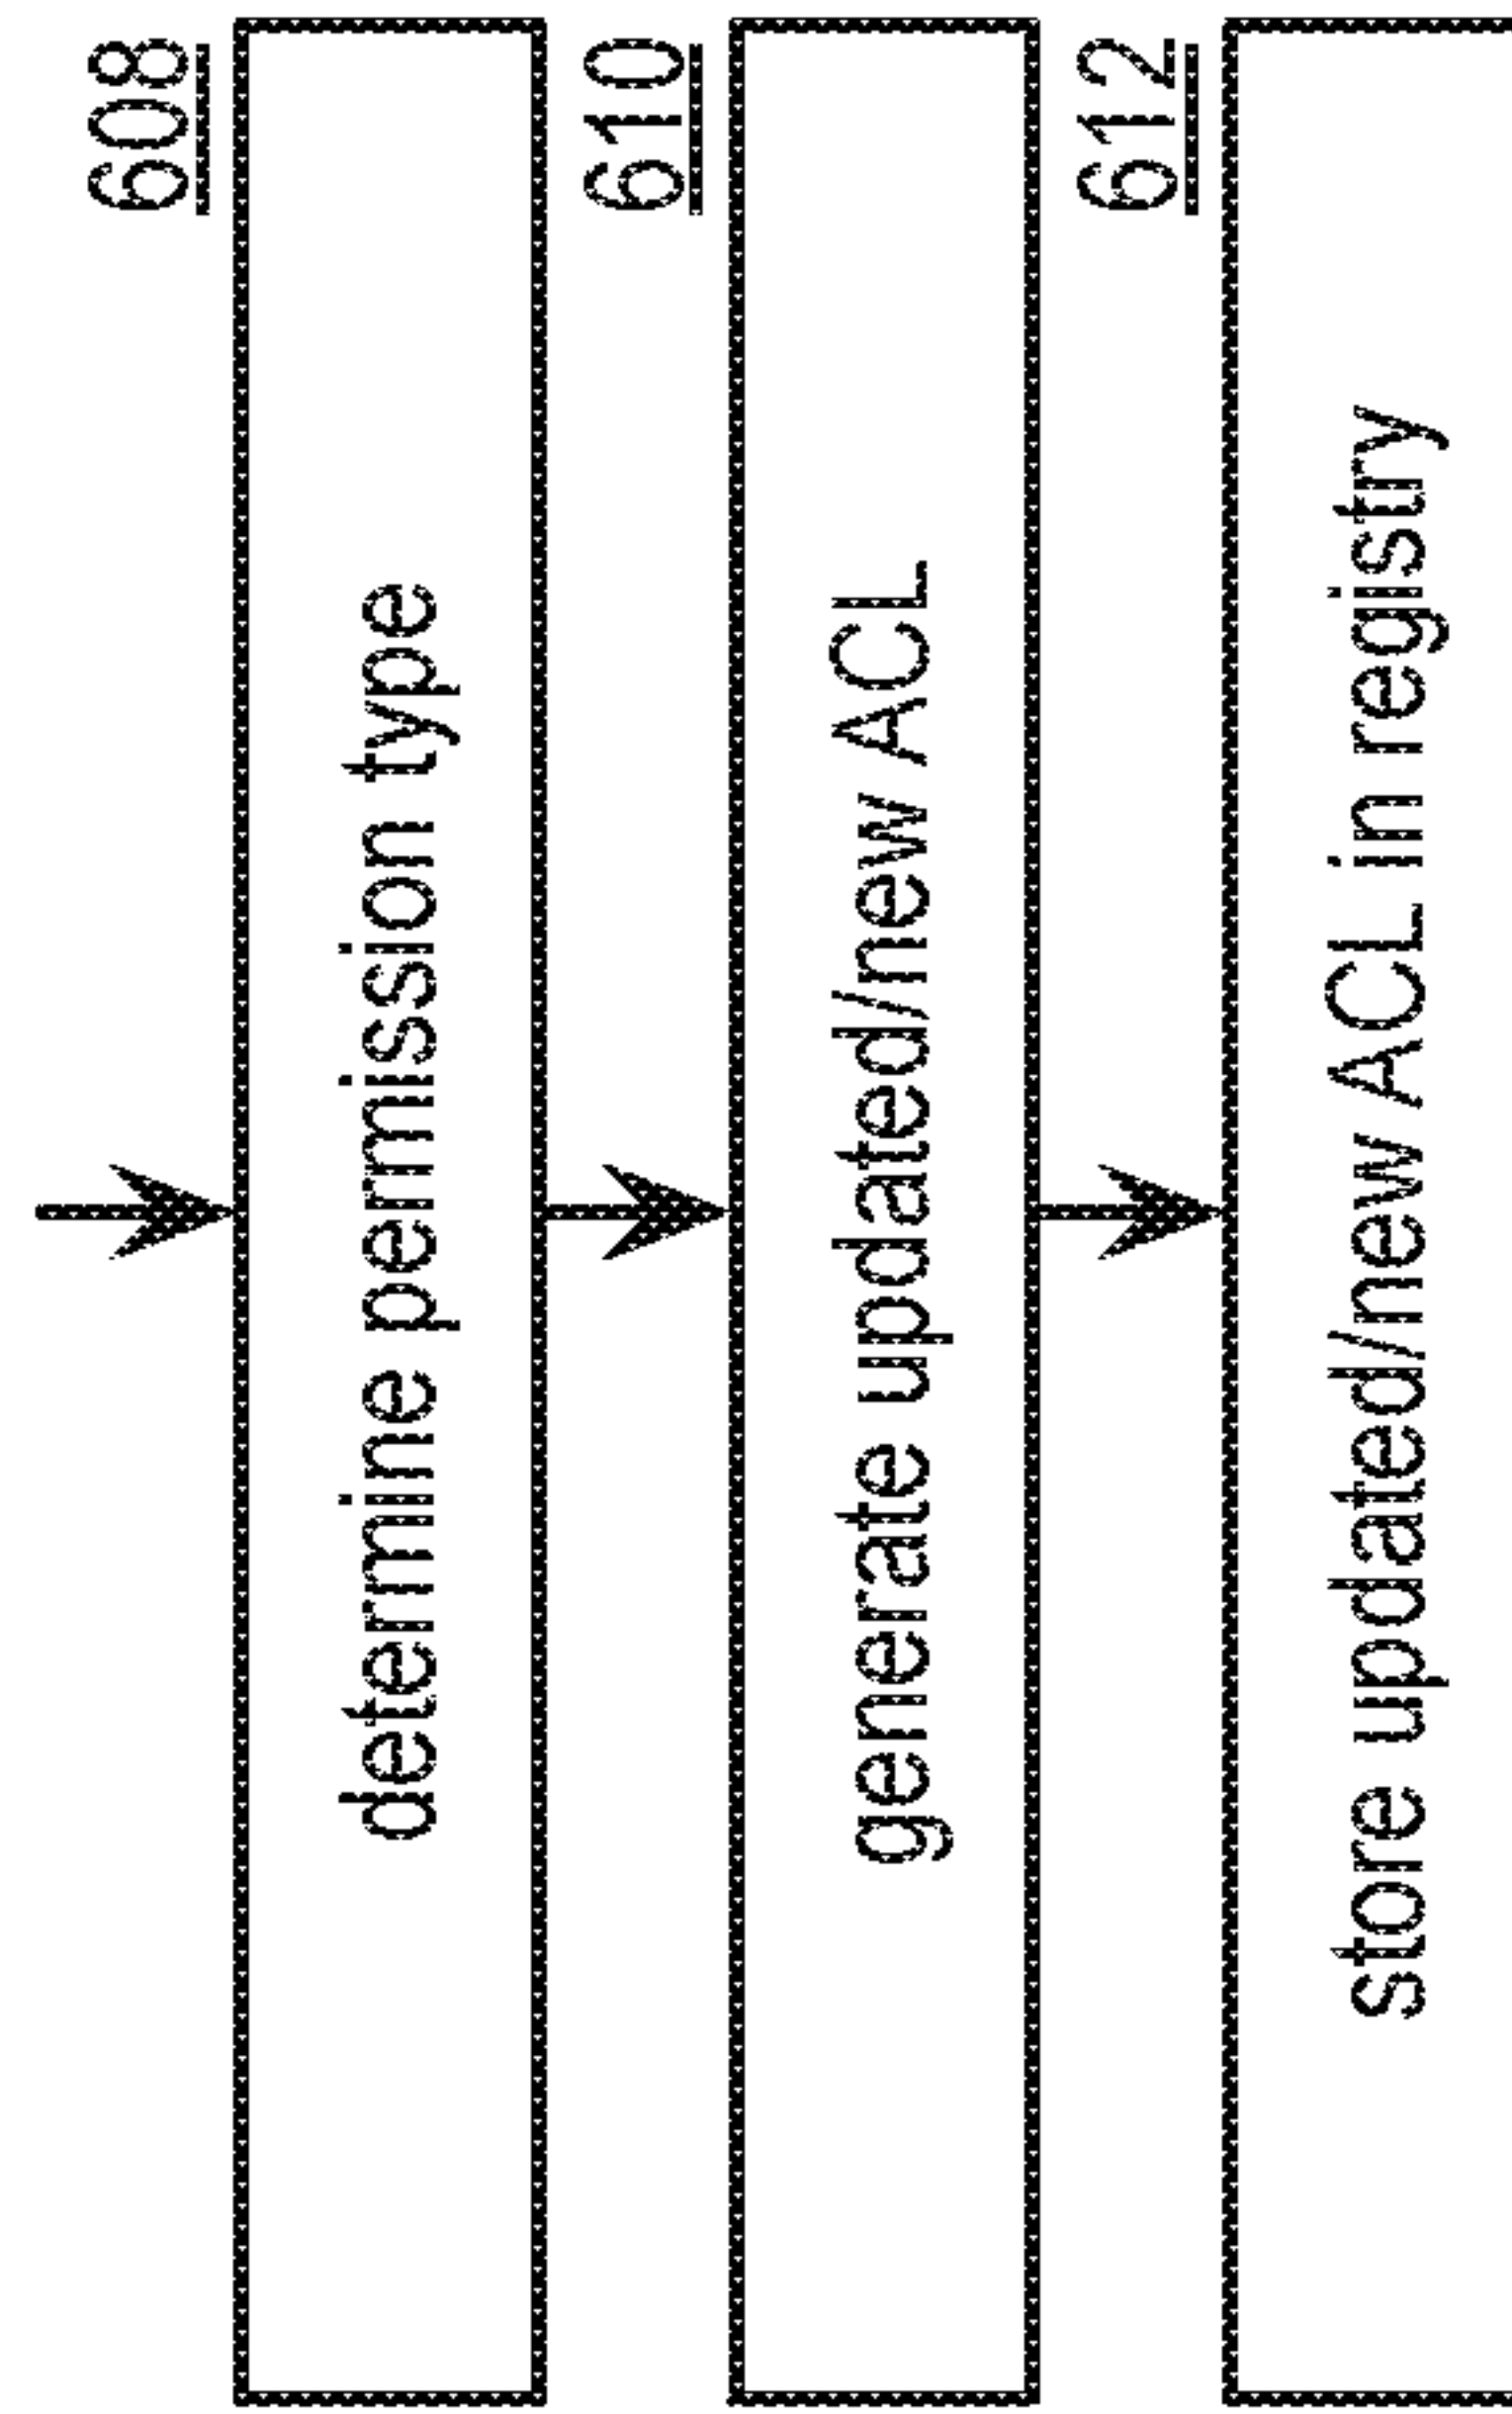 608
determine permission type
610
generate updated/new ACL
612
store updated/new ACL in registry